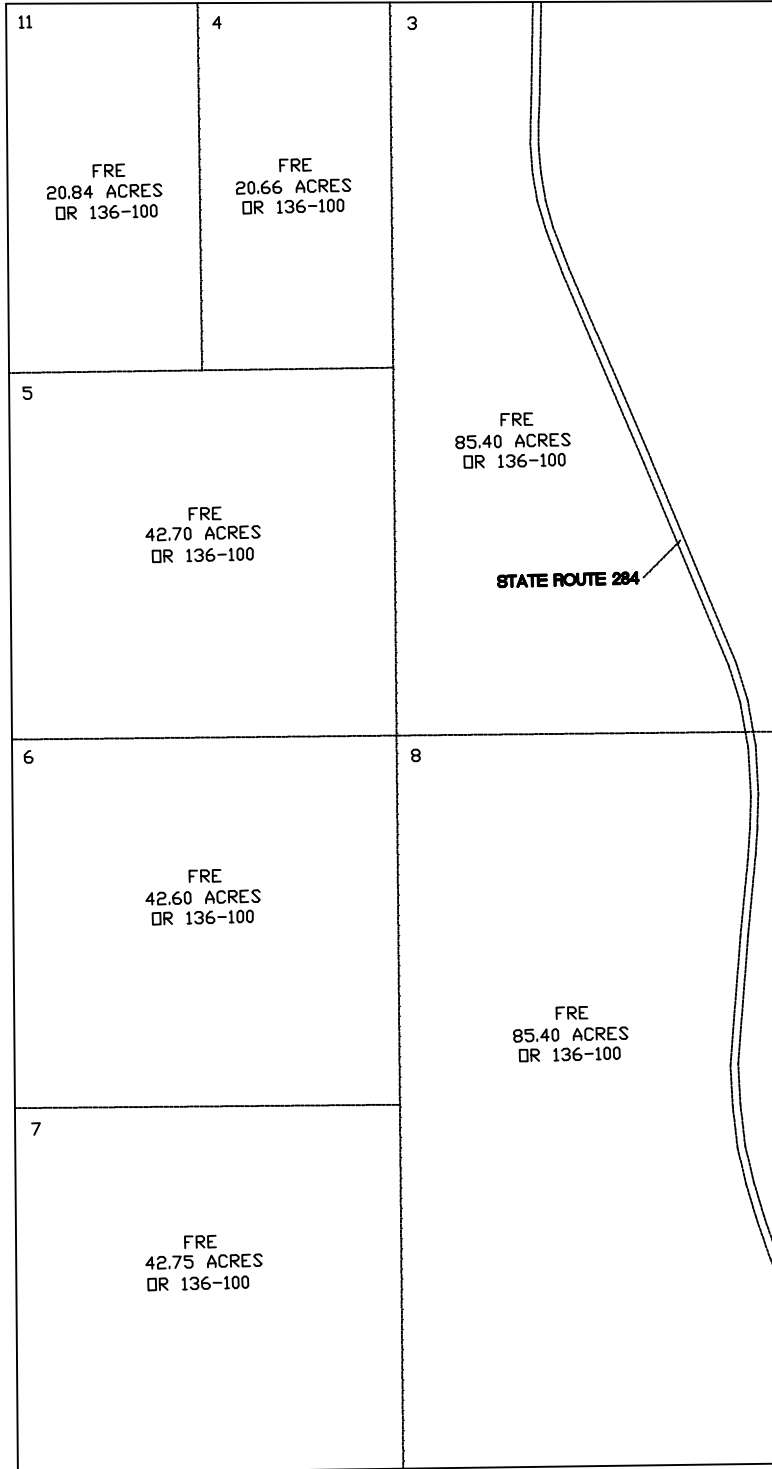 11
FRE
20.84 ACRES
OR 136-100
4
FRE
20.66 ACRES
OR 136-100
3
FRE
85.40 ACRES
OR 136-100
STATE ROUTE 284
5
FRE
42.70 ACRES
OR 136-100
6
FRE
42.60 ACRES
OR 136-100
8
FRE
85.40 ACRES
OR 136-100
7
FRE
42.75 ACRES
OR 136-100